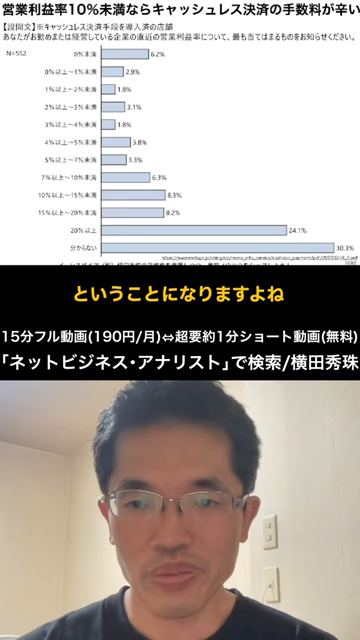 営業利益率10%未満ならキャッシュレス決済の手数料が辛い
【設問文】※キャッシュレス決済手段を導入済の店舗
あなたがお勤めまたは経営している企業の直近の営業利益率について、最も当てはまるものをお知らせください。
N=552
0%未満 6.2%
0%以上～1%未満 2.9%
1%以上～2%未満 1.8%
2%以上～3%未満 3.1%
3%以上～4%未満 1.8%
4%以上～5%未満 3.8%
5%以上～7%未満 3.3%
7%以上～10%未満 6.3%
10%以上～15%未満 8.3%
15%以上～20%未満 8.2%
20%以上 24.1%
分からない 30.3%
ということになりますよね
15分フル動画(190円/月)⇔超要約1分ショート動画(無料)
「ネットビジネス・アナリスト」で検索/横田秀珠